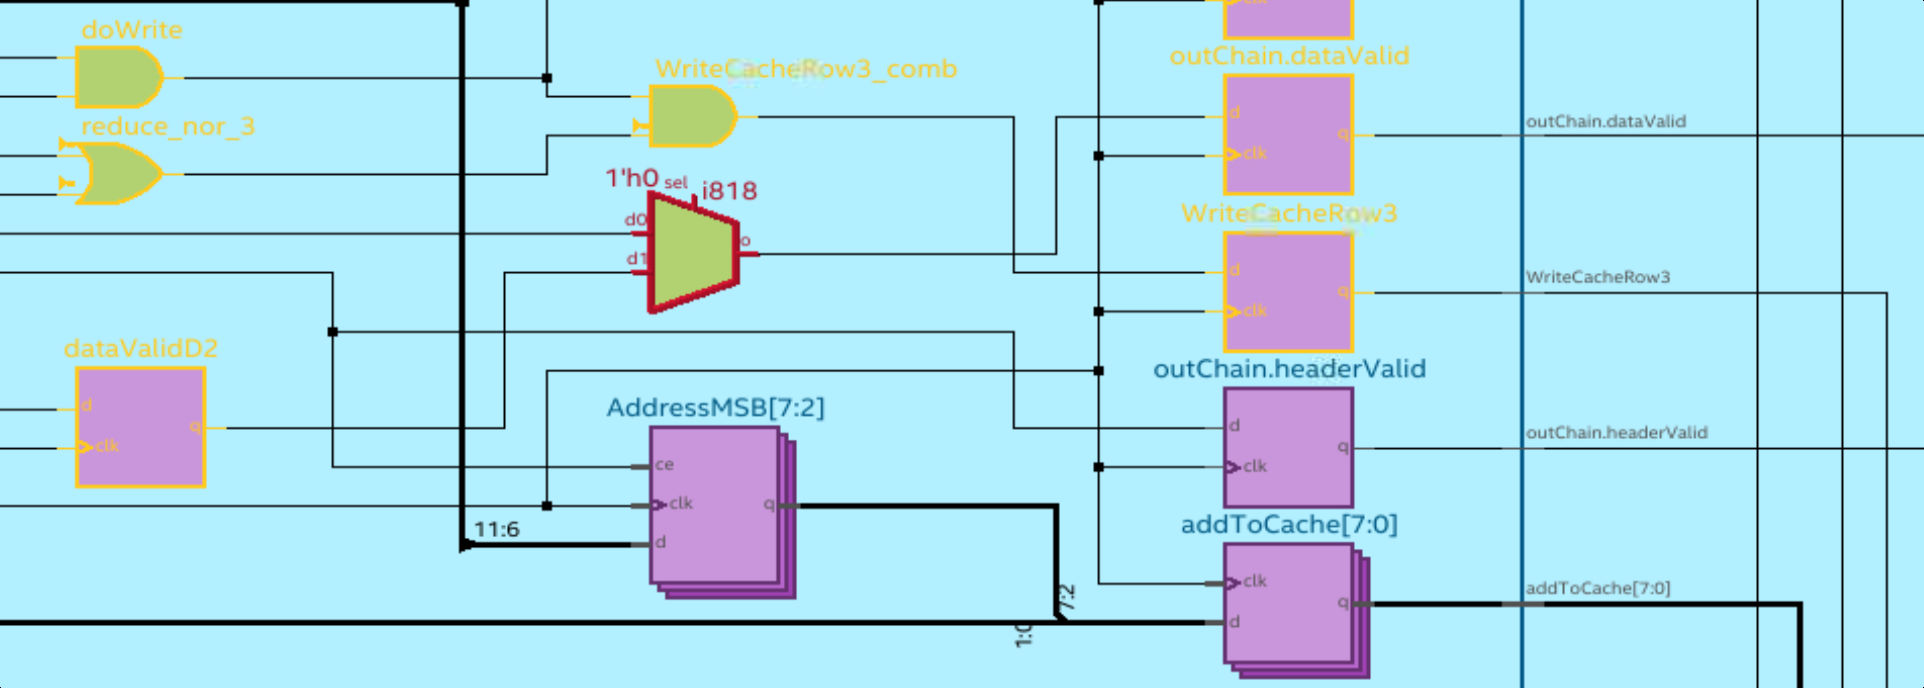 doWrite
reduce_nor_3
dataValidD2
d
q
clk
WriteCacheRow3_comb
1'h0 sel i818
d0
d1
o
AddressMSB[7:2]
ce
clk
q
d
11:6
7:2
clk
outChain.dataValid
d
q
clk
outChain.dataValid
WriteCacheRow3
d
q
clk
WriteCacheRow3
outChain.headerValid
d
q
clk
outChain.headerValid
addToCache[7:0]
clk
q
d
addToCache[7:0]